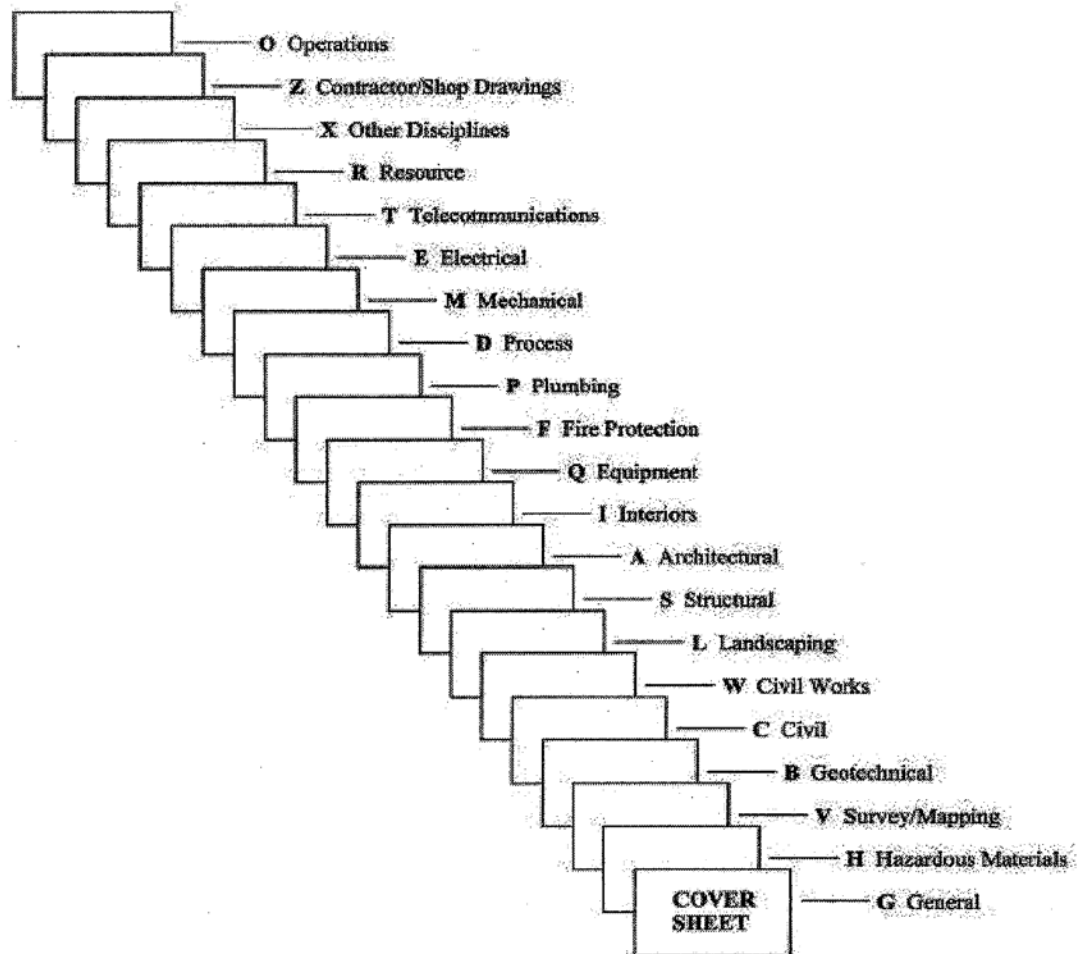 O Operations
Z Contractor/Shop Drawings
X Other Disciplines
R Resource
T Telecommunications
E Electrical
M Mechanical
D Process
P Plumbing
F Fire Protection
Q Equipment
I Interiors
A Architectural
S Structural
L Landscaping
W Civil Works
C Civil
B Geotechnical
V Survey/Mapping
H Hazardous Materials
G General
COVER
SHEET